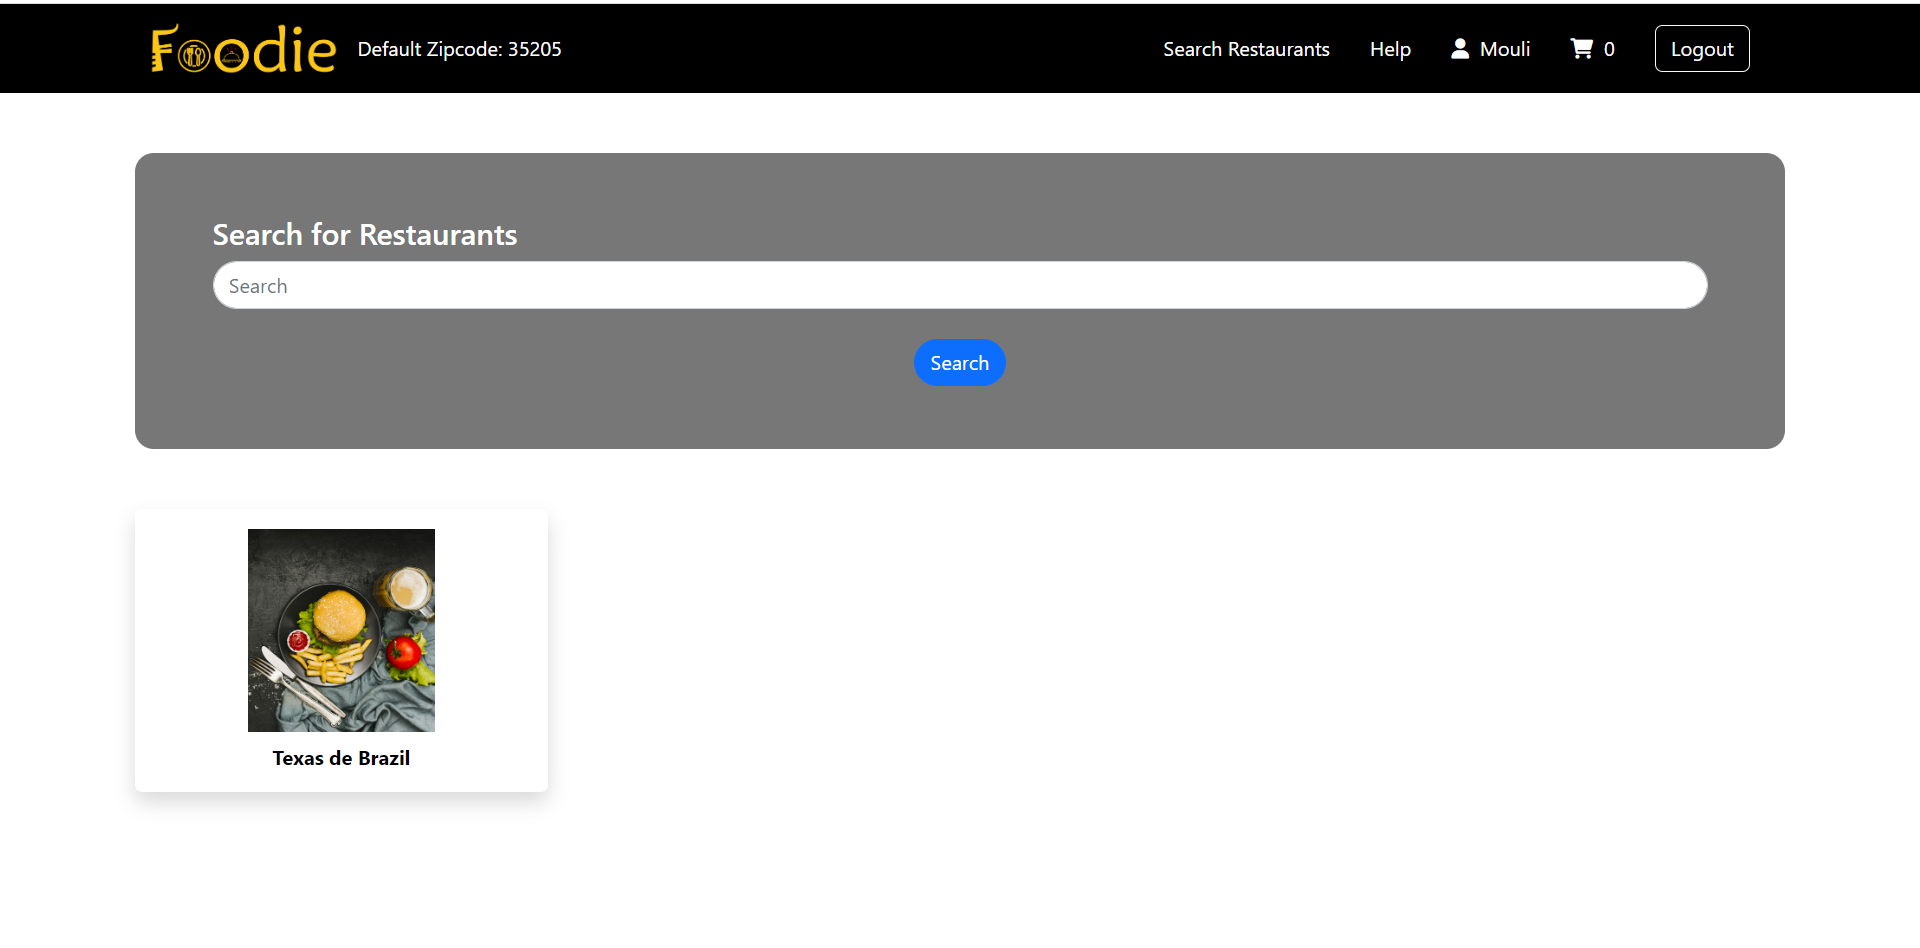 Foodie Default Zipcode: 35205 Search Restaurants Help Mouli 0 Logout
Search for Restaurants
Search
Search
Texas de Brazil